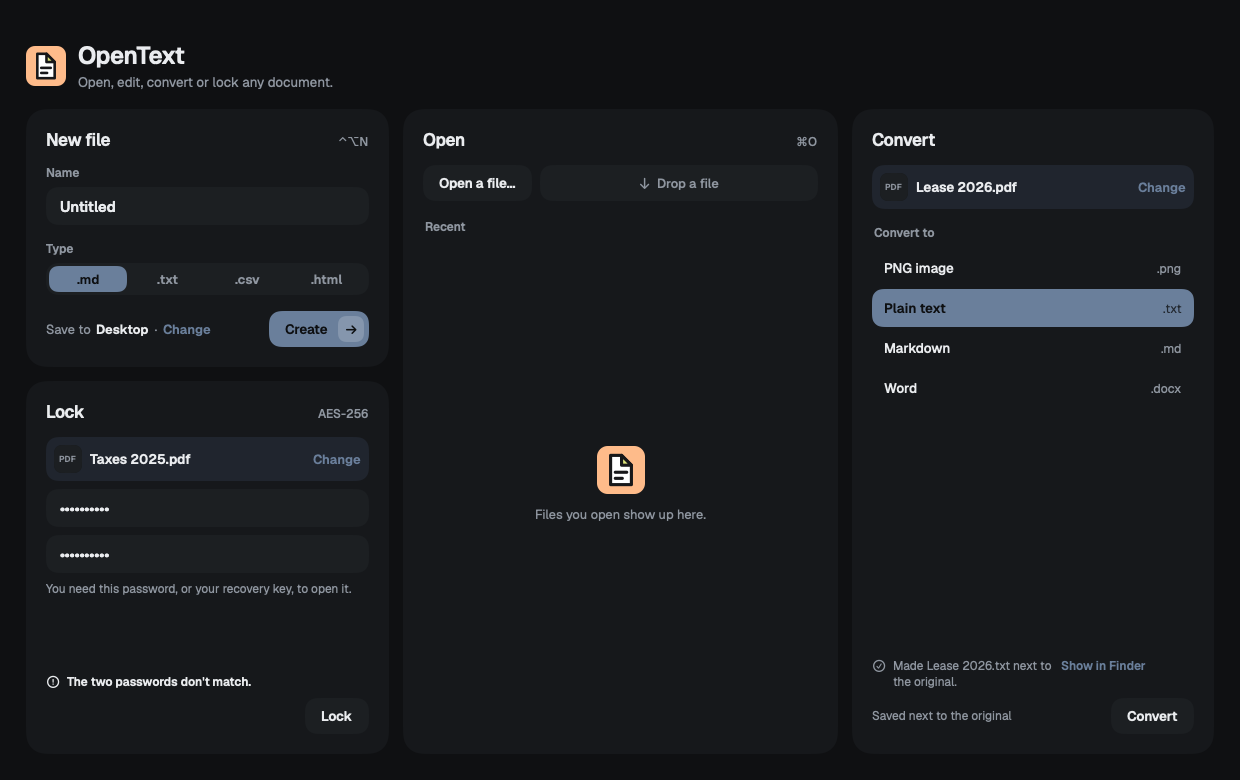 OpenText
Open, edit, convert or lock any document.
New file
^⌥N
Name
Untitled
Type
.md
.txt
.csv
.html
Save to Desktop · Change
Create
Lock
AES-256
PDF
Taxes 2025.pdf
Change
••••••••••
••••••••••
You need this password, or your recovery key, to open it.
The two passwords don't match.
Lock
Open
⌘O
Open a file...
Drop a file
Recent
Files you open show up here.
Convert
PDF
Lease 2026.pdf
Change
Convert to
PNG image
.png
Plain text
.txt
Markdown
.md
Word
.docx
Made Lease 2026.txt next to
the original.
Show in Finder
Saved next to the original
Convert